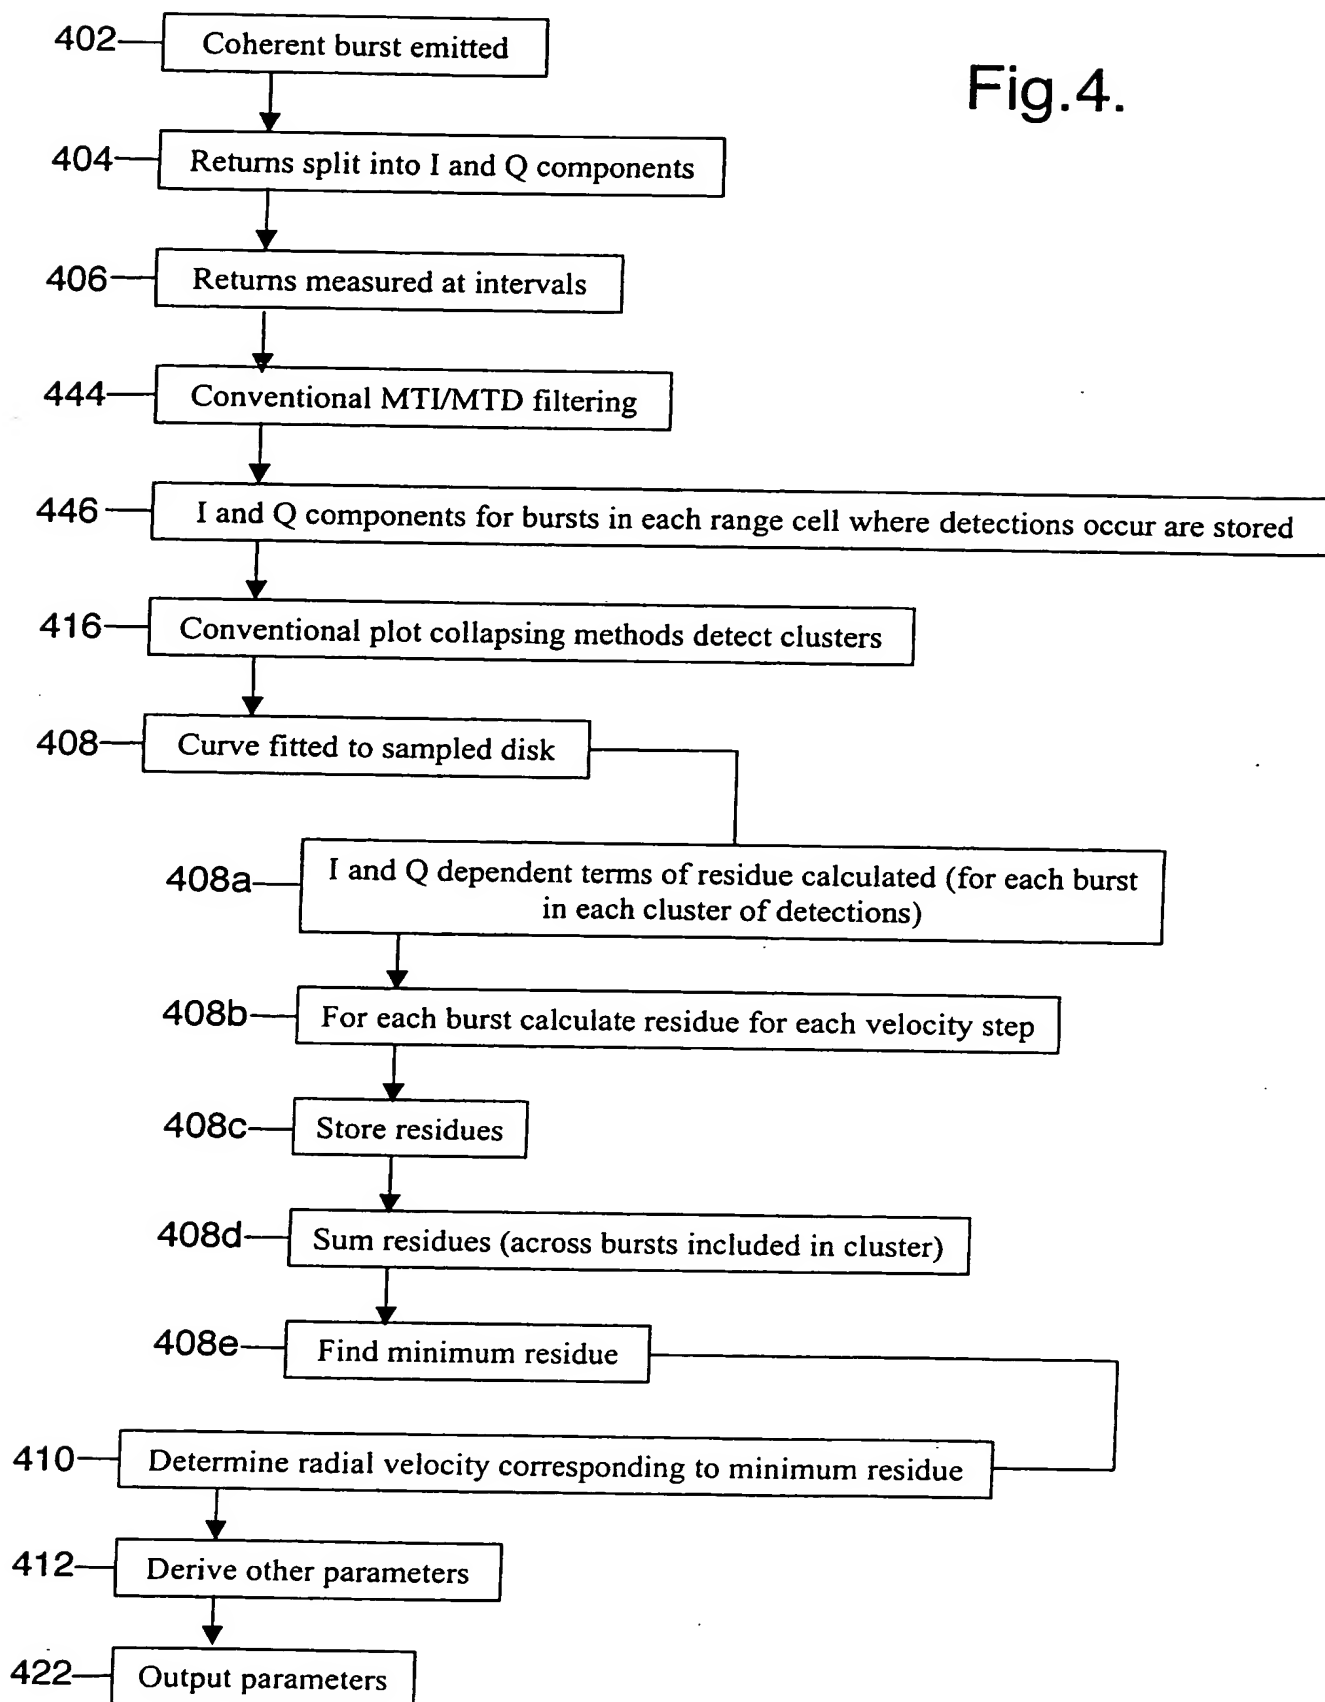 Fig.4.
402 Coherent burst emitted
404 Returns split into I and Q components
406 Returns measured at intervals
444 Conventional MTI/MTD filtering
446 I and Q components for bursts in each range cell where detections occur are stored
416 Conventional plot collapsing methods detect clusters
408 Curve fitted to sampled disk
408a I and Q dependent terms of residue calculated (for each burst
in each cluster of detections)
408b For each burst calculate residue for each velocity step
408c Store residues
408d Sum residues (across bursts included in cluster)
408e Find minimum residue
410 Determine radial velocity corresponding to minimum residue
412 Derive other parameters
422 Output parameters